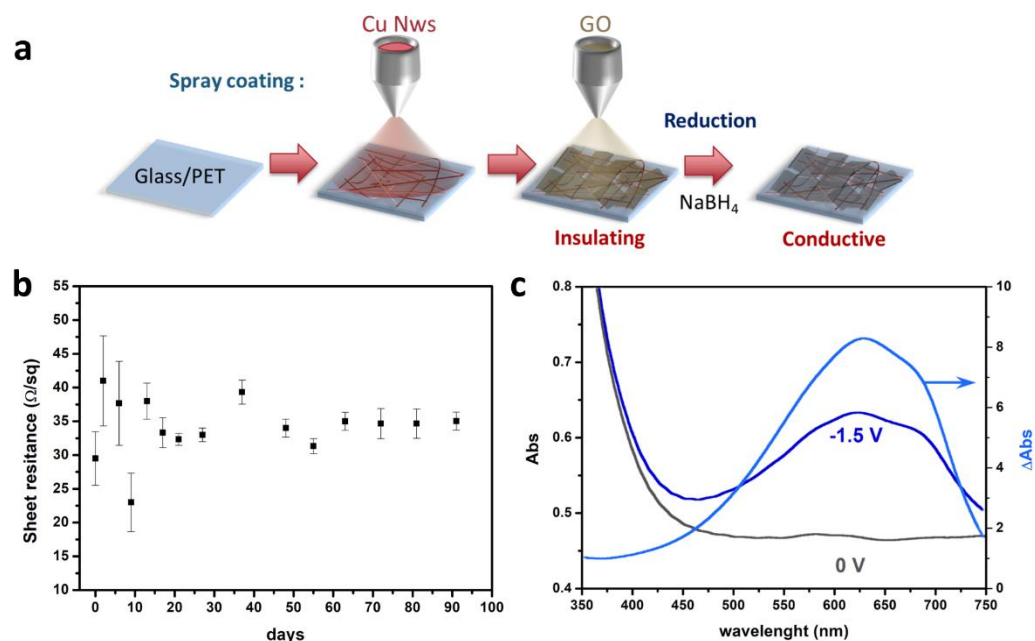 a
Cu Nws
GO
Spray coating :
Reduction
Glass/PET
NaBH4
Insulating
Conductive
b
55
50
45
40
35
30
25
20
15
10
Sheet resitance (Ω/sq)
0 10 20 30 40 50 60 70 80 90 100
days
c
0.8
0.7
0.6
0.5
0.4
Abs
-1.5 V
0 V
10
8
6
4
2
0
ΔAbs
350 400 450 500 550 600 650 700 750
wavelenght (nm)